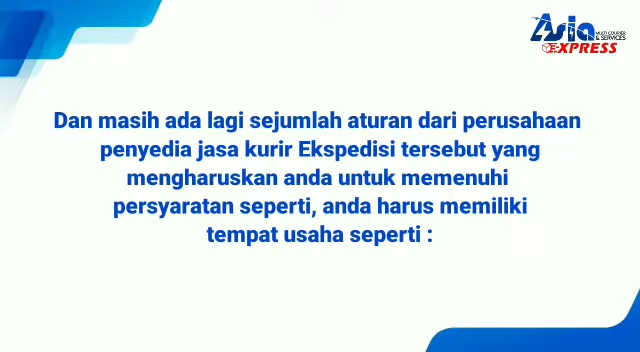 Asia
MULTI COURIER
& SERVICES
EXPRESS
Dan masih ada lagi sejumlah aturan dari perusahaan
penyedia jasa kurir Ekspedisi tersebut yang
mengharuskan anda untuk memenuhi
persyaratan seperti, anda harus memiliki
tempat usaha seperti :